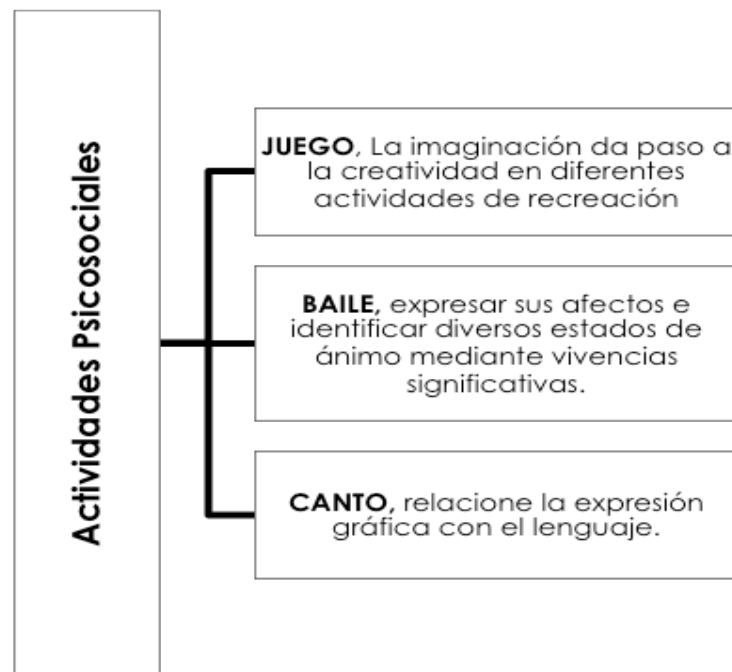 Actividades Psicosociales
JUEGO, La imaginación da paso a
la creatividad en diferentes
actividades de recreación
BAILE, expresar sus afectos e
identificar diversos estados de
ánimo mediante vivencias
significativas.
CANTO, relacione la expresión
gráfica con el lenguaje.